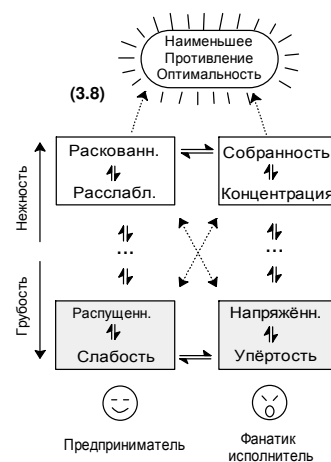 Наименьшее
Противление
Оптимальность
(3.8)
Раскованн.
Расслабл.
Собранность
Концентрация
Нежность
...
...
Грубость
Распущенн.
Слабость
Напряжённ.
Упёртость
Предприниматель
Фанатик
исполнитель